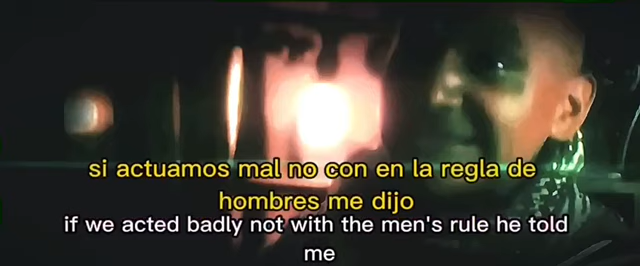 si actuamos mal no con en la regla de
hombres me dijo
if we acted badly not with the men's rule he told
me